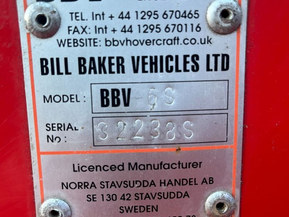 TEL. Int + 44 1295 670465
FAX: Int + 44 1295 670116
WEBSITE: bbvhovercraft.co.uk
BILL BAKER VEHICLES LTD
MODEL: BBV
SERIAL
No:
Licenced Manufacturer
NORRA STAVSUDDA HANDEL AB
SE 130 42 STAVSUDDA
SWEDEN